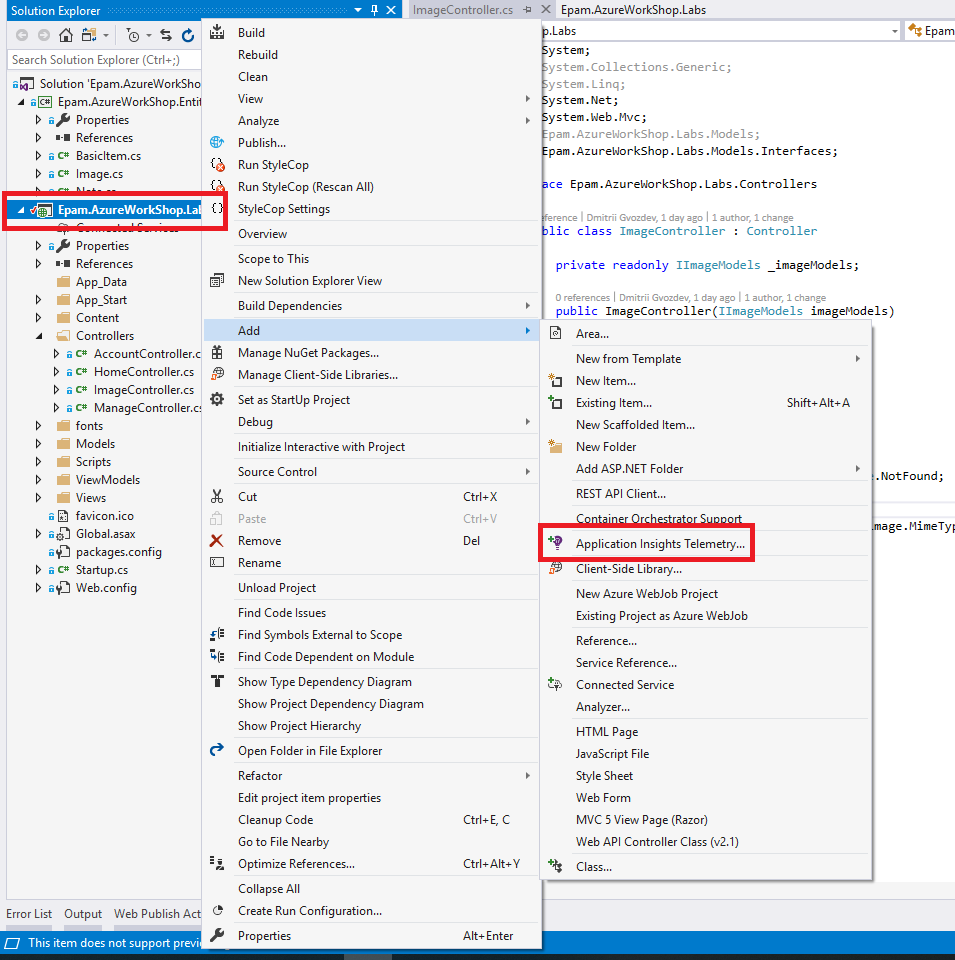 Solution Explorer
Search Solution Explorer (Ctrl+;)
Solution 'Epam.AzureWorkSho
Epam.AzureWorkShop.Entit
Properties
References
BasicItem.cs
Image.cs
Epam.AzureWorkShop.Lab
Connected Services
Properties
References
App_Data
App_Start
Content
Controllers
AccountController.c
HomeController.cs
ImageController.cs
ManageController.cs
fonts
Models
Scripts
ViewModels
Views
favicon.ico
Global.asax
packages.config
Startup.cs
Web.config
Error List Output Web Publish Act
This item does not support previ
Build
Rebuild
Clean
View
Analyze
Publish...
Run StyleCop
Run StyleCop (Rescan All)
StyleCop Settings
Overview
Scope to This
New Solution Explorer View
Build Dependencies
Add
Manage NuGet Packages...
Manage Client-Side Libraries...
Set as StartUp Project
Debug
Initialize Interactive with Project
Source Control
Cut Ctrl+X
Paste Ctrl+V
Remove Del
Rename
Unload Project
Find Code Issues
Find Symbols External to Scope
Find Code Dependent on Module
Show Type Dependency Diagram
Show Project Dependency Diagram
Show Project Hierarchy
Open Folder in File Explorer
Refactor
Edit project item properties
Cleanup Code Ctrl+E, C
Go to File Nearby
Optimize References... Ctrl+Alt+Y
Collapse All
Create Run Configuration...
Properties Alt+Enter
ImageController.cs Epam.AzureWorkShop.Labs
p.Labs Epam
System;
System.Collections.Generic;
System.Linq;
System.Net;
System.Web.Mvc;
Epam.AzureWorkShop.Labs.Models;
Epam.AzureWorkShop.Labs.Models.Interfaces;
ace Epam.AzureWorkShop.Labs.Controllers
eference | Dmitrii Gvozdev, 1 day ago | 1 author, 1 change
blic class ImageController : Controller
private readonly IImageModels _imageModels;
0 references | Dmitrii Gvozdev, 1 day ago | 1 author, 1 change
public ImageController(IImageModels imageModels)
e.NotFound;
mage.MimeTyp
Area...
New from Template
New Item...
Existing Item... Shift+Alt+A
New Scaffolded Item...
New Folder
Add ASP.NET Folder
REST API Client...
Container Orchestrator Support
Application Insights Telemetry...
Client-Side Library...
New Azure WebJob Project
Existing Project as Azure WebJob
Reference...
Service Reference...
Connected Service
Analyzer...
HTML Page
JavaScript File
Style Sheet
Web Form
MVC 5 View Page (Razor)
Web API Controller Class (v2.1)
Class...